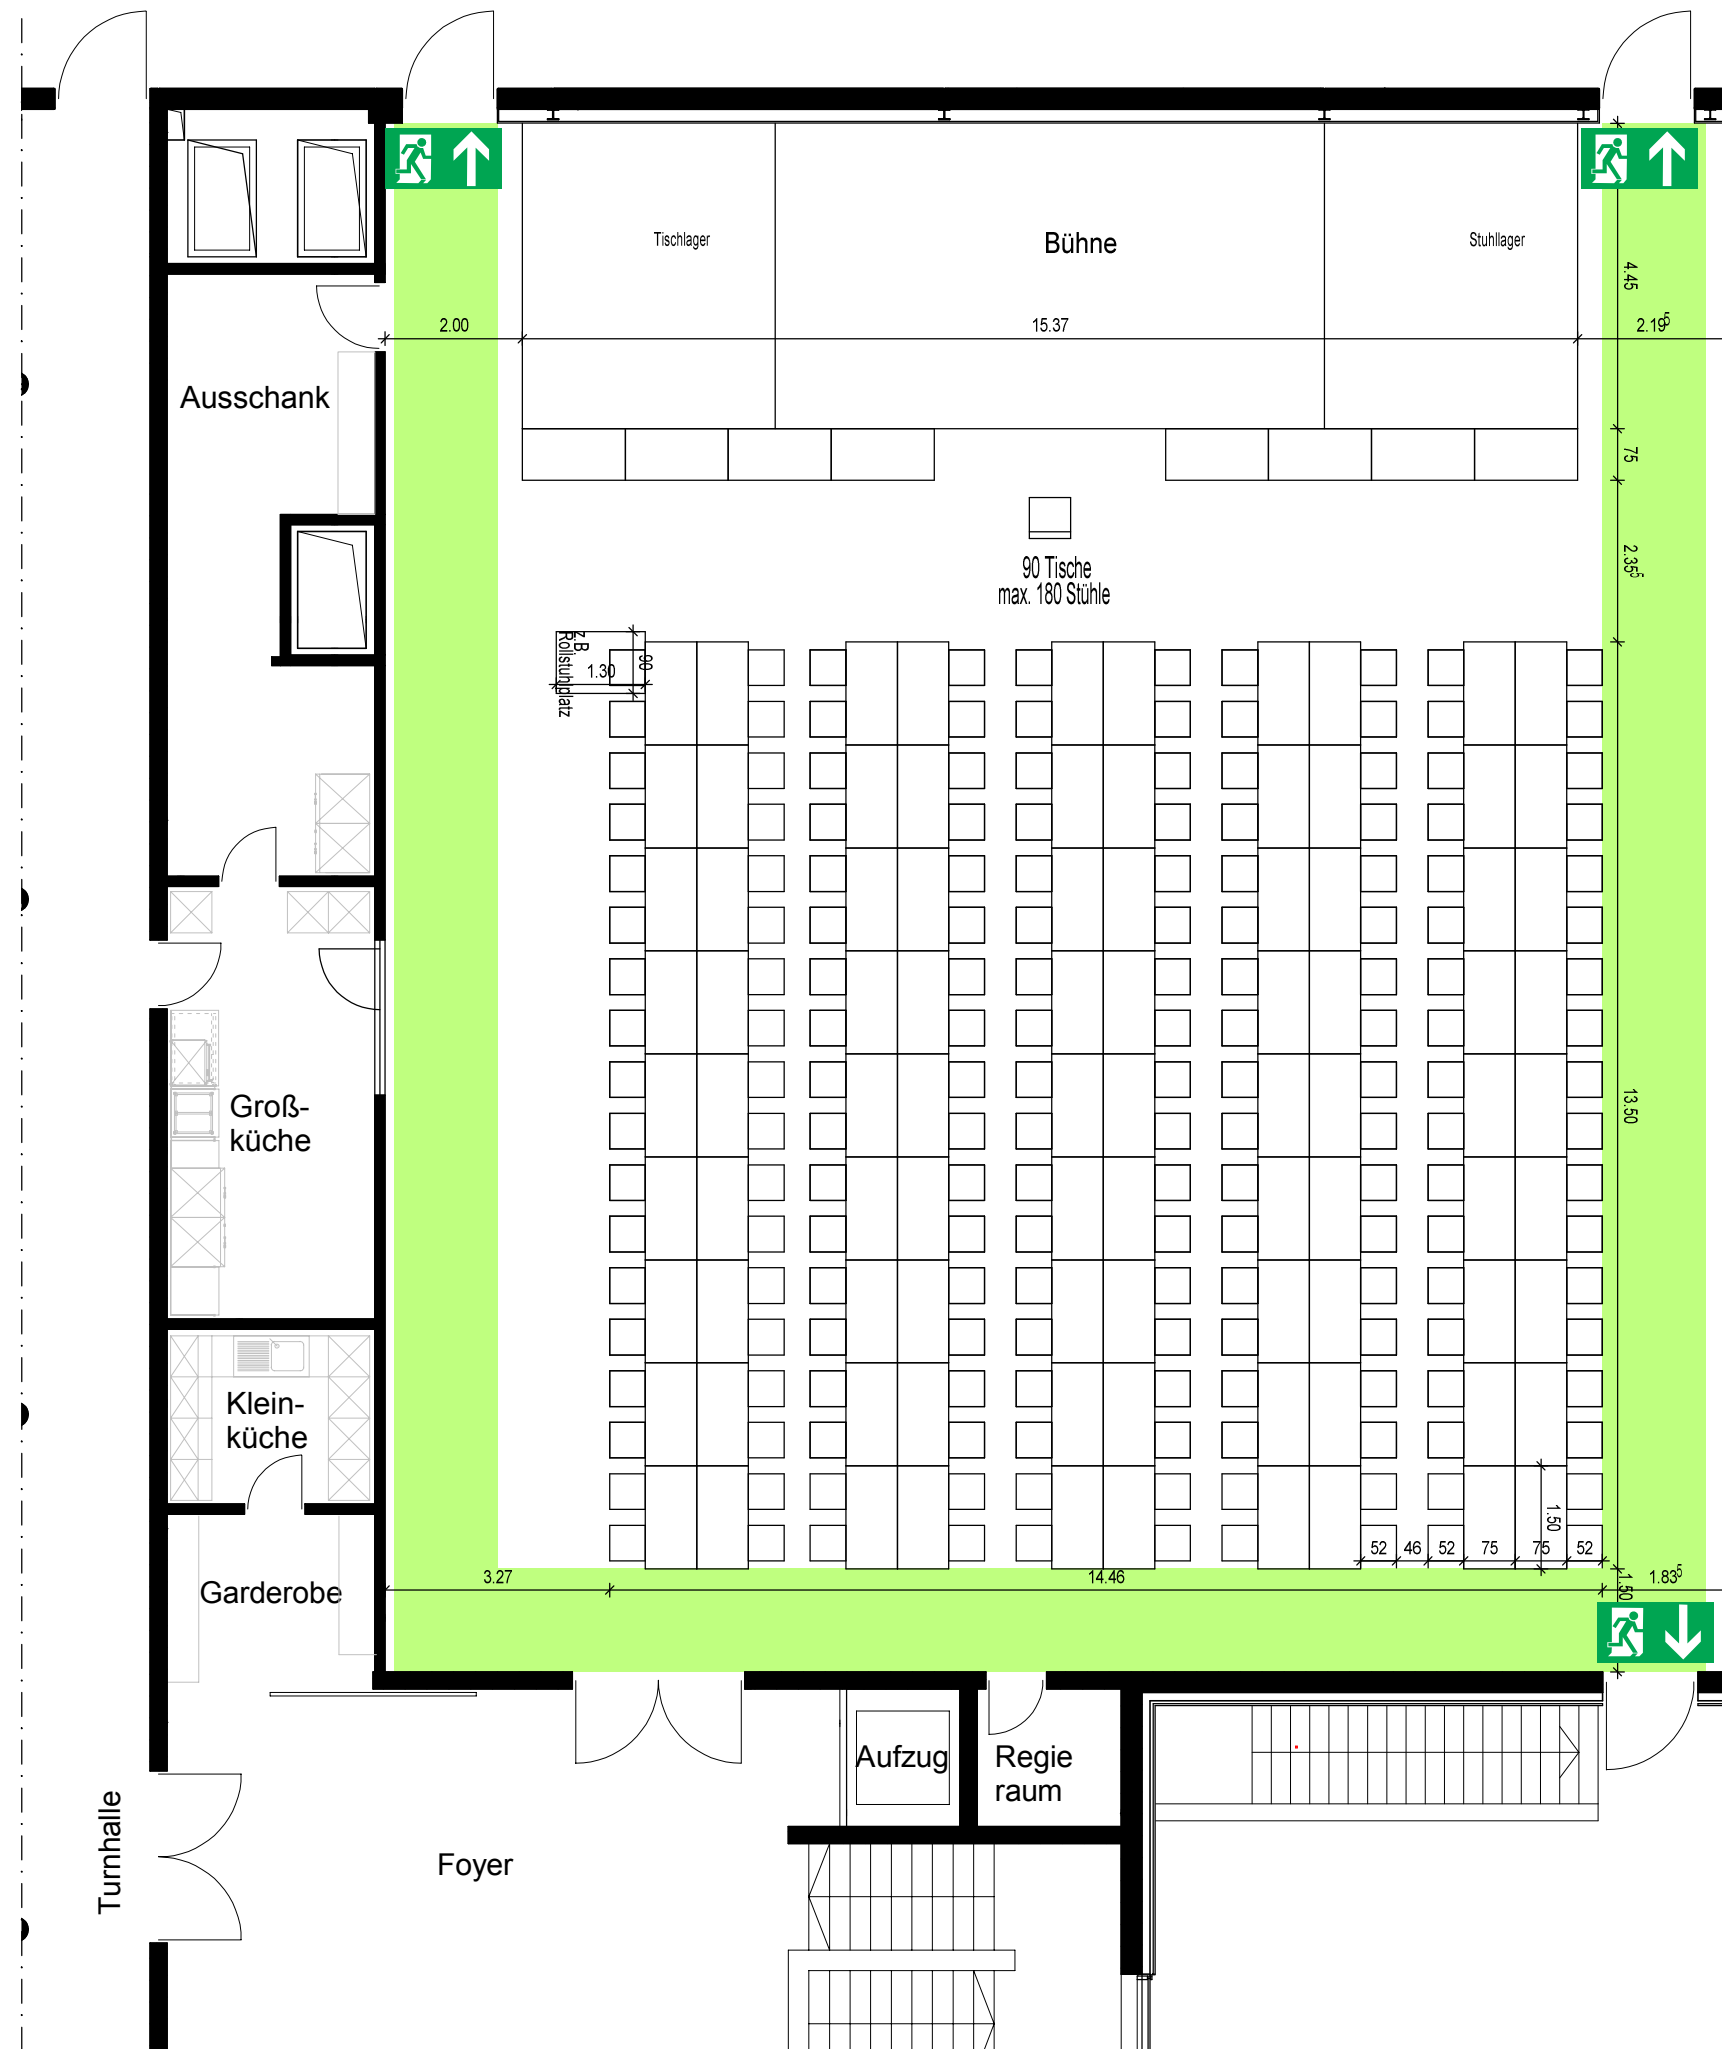 Tischlager
Bühne
Stuhllager
4.45
2.00
15.37
2.19⁵
Ausschank
75
2.35⁵
90 Tische
max. 180 Stühle
z.B
Rollstuhlplatz
1.30
90
13.50
Groß-
küche
Klein-
küche
1.50
52
46
52
75
75
52
3.27
14.46
1.50
1.83⁵
Garderobe
Aufzug
Regie
raum
Turnhalle
Foyer